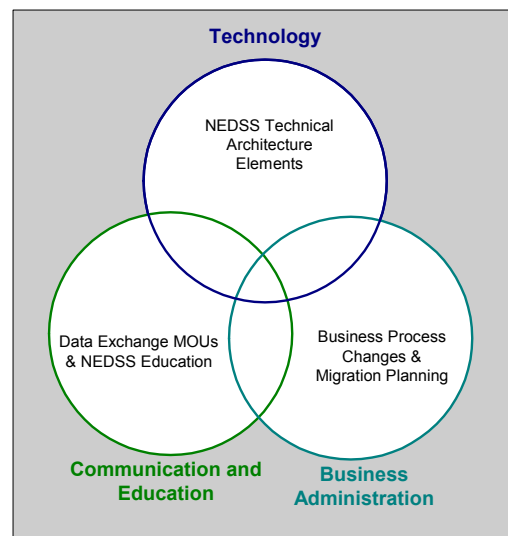 Technology
NEDSS Technical
Architecture
Elements
Data Exchange MOUs
& NEDSS Education
Business Process
Changes &
Migration Planning
Communication and
Education
Business
Administration